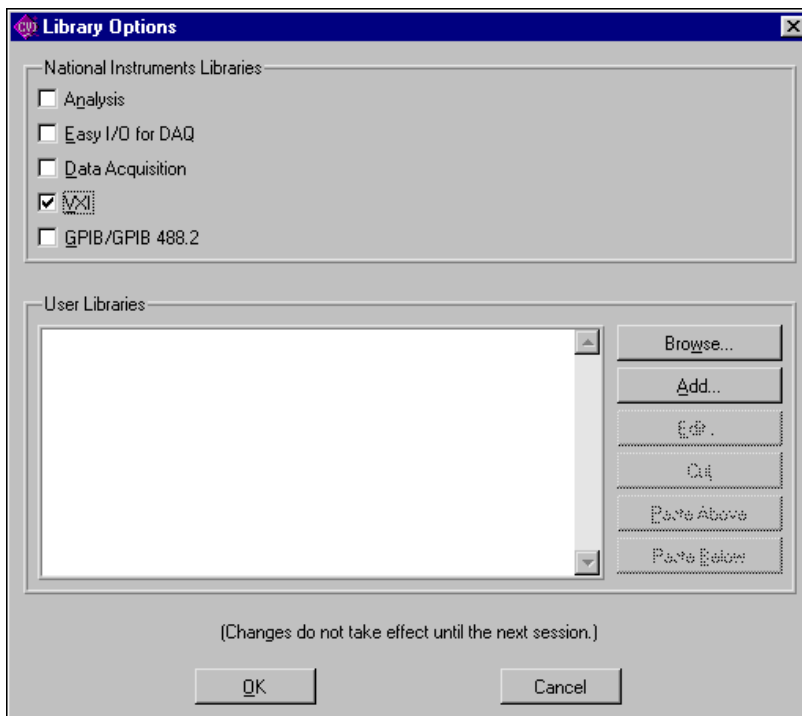 CVI Library Options
National Instruments Libraries
Analysis
Easy I/O for DAQ
Data Acquisition
VXI
GPIB/GPIB 488.2
User Libraries
Browse...
Add...
Edit...
Cut
Paste Above
Paste Below
(Changes do not take effect until the next session.)
OK
Cancel